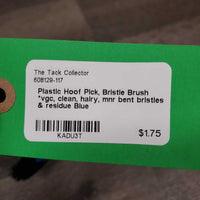 The Tack Collector
608129-117
Plastic Hoof Pick, Bristle Brush
*vgc, clean, hairy, mnr bent bristles
& residue Blue
KADU3T
$1.75